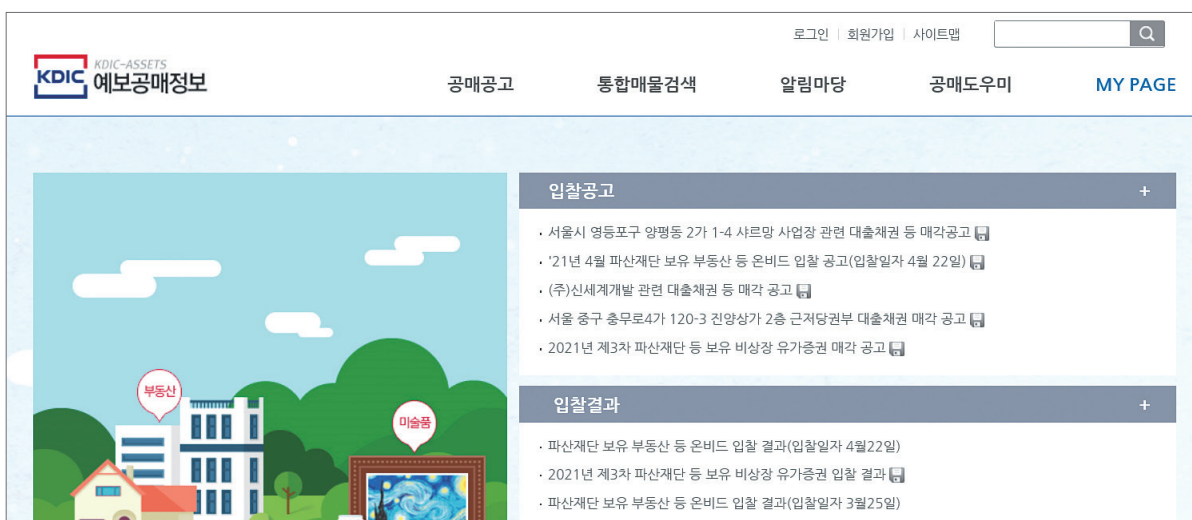 로그인 | 회원가입 | 사이트맵
KDIC KDIC-ASSETS
예보공매정보
공매공고 통합매물검색 알림마당 공매도우미 MY PAGE
입찰공고 +
· 서울시 영등포구 양평동 2가 1-4 샤르망 사업장 관련 대출채권 등 매각공고
· '21년 4월 파산재단 보유 부동산 등 온비드 입찰 공고(입찰일자 4월 22일)
· (주)신세계개발 관련 대출채권 등 매각 공고
· 서울 중구 충무로4가 120-3 진양상가 2층 근저당권부 대출채권 매각 공고
· 2021년 제3차 파산재단 등 보유 비상장 유가증권 매각 공고
부동산
미술품
입찰결과 +
· 파산재단 보유 부동산 등 온비드 입찰 결과(입찰일자 4월22일)
· 2021년 제3차 파산재단 등 보유 비상장 유가증권 입찰 결과
· 파산재단 보유 부동산 등 온비드 입찰 결과(입찰일자 3월25일)